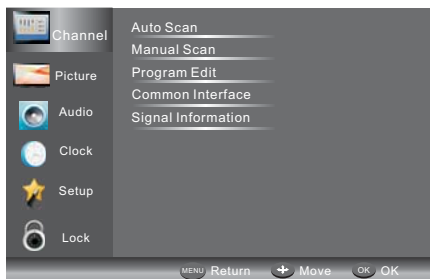 Channel
Picture
Audio
Clock
Setup
Lock
Auto Scan
Manual Scan
Program Edit
Common Interface
Signal Information
MENU Return Move OK OK